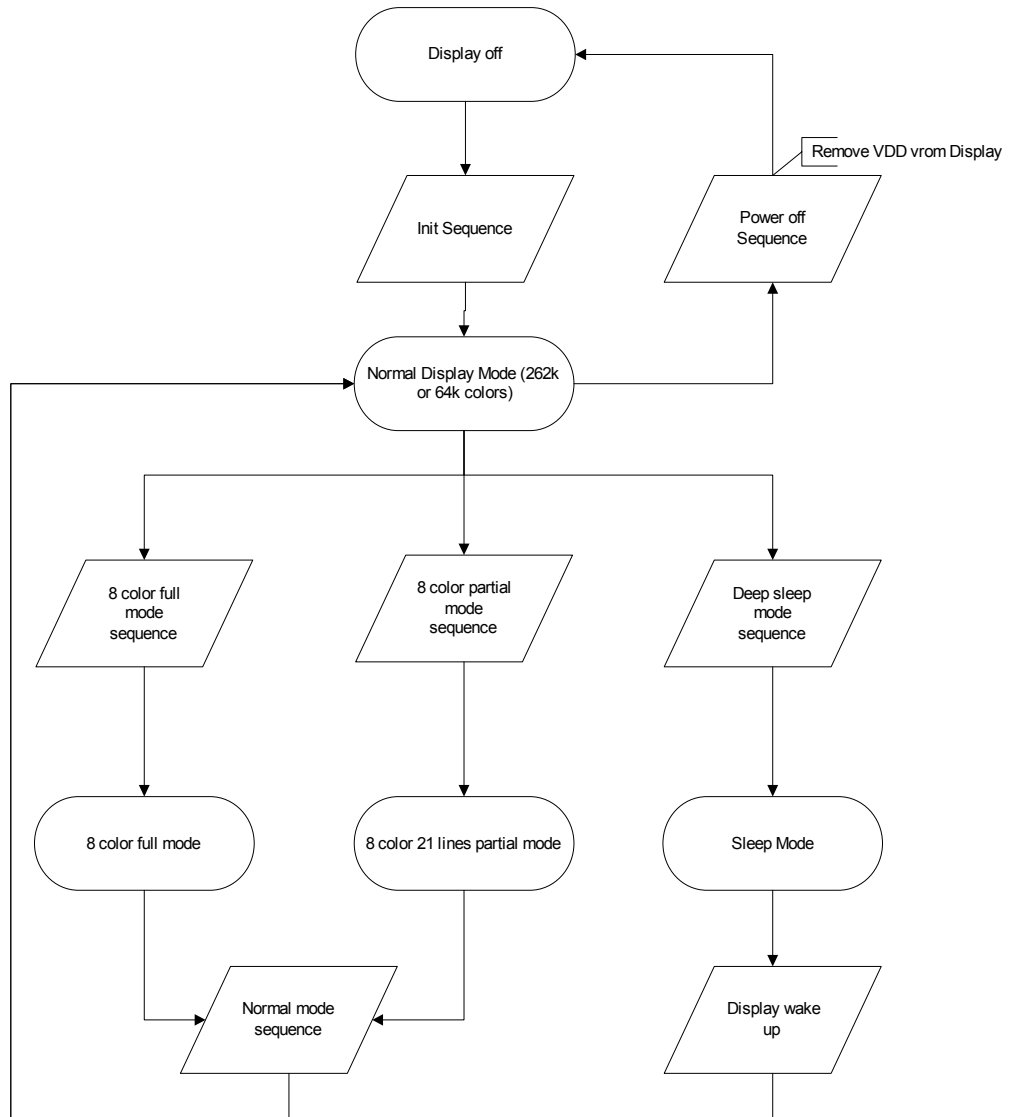 Display off
Remove VDD vrom Display
Init Sequence
Power off
Sequence
Normal Display Mode (262k
or 64k colors)
8 color full
mode
sequence
8 color partial
mode
sequence
Deep sleep
mode
sequence
8 color full mode
8 color 21 lines partial mode
Sleep Mode
Normal mode
sequence
Display wake
up